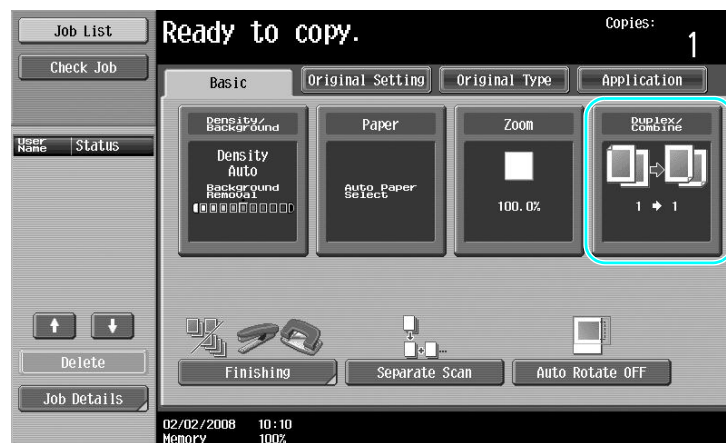 Job List
Check Job
User Name
Status
Delete
Job Details
Ready to copy.
Copies:
1
Basic
Original Setting
Original Type
Application
Density/
Background
Density
Auto
Background
Removal
Paper
Auto Paper
Select
Zoom
100.0%
Duplex/
Combine
1 → 1
Finishing
Separate Scan
Auto Rotate OFF
02/02/2008 10:10
Memory 100%